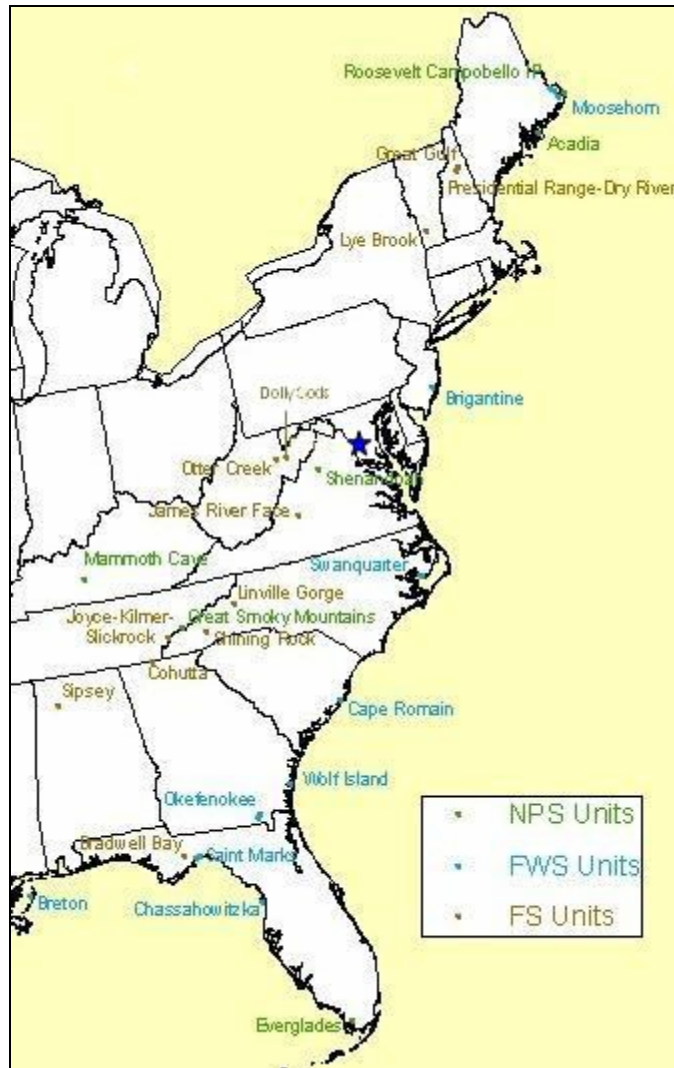 Roosevelt Campobello IP
Moosehorn
Acadia
Great Gulf
Presidential Range-Dry River
Lye Brook
Brigantine
Dolly Sods
Otter Creek
Shenandoah
James River Face
Mammoth Cave
Swanquarter
Linville Gorge
Joyce-Kilmer-
Slickrock
Great Smoky Mountains
Shining Rock
Cohutta
Sipsey
Cape Romain
Wolf Island
Okefenokee
Bradwell Bay
Saint Marks
Breton
Chassahowitzka
Everglades
NPS Units
FWS Units
FS Units